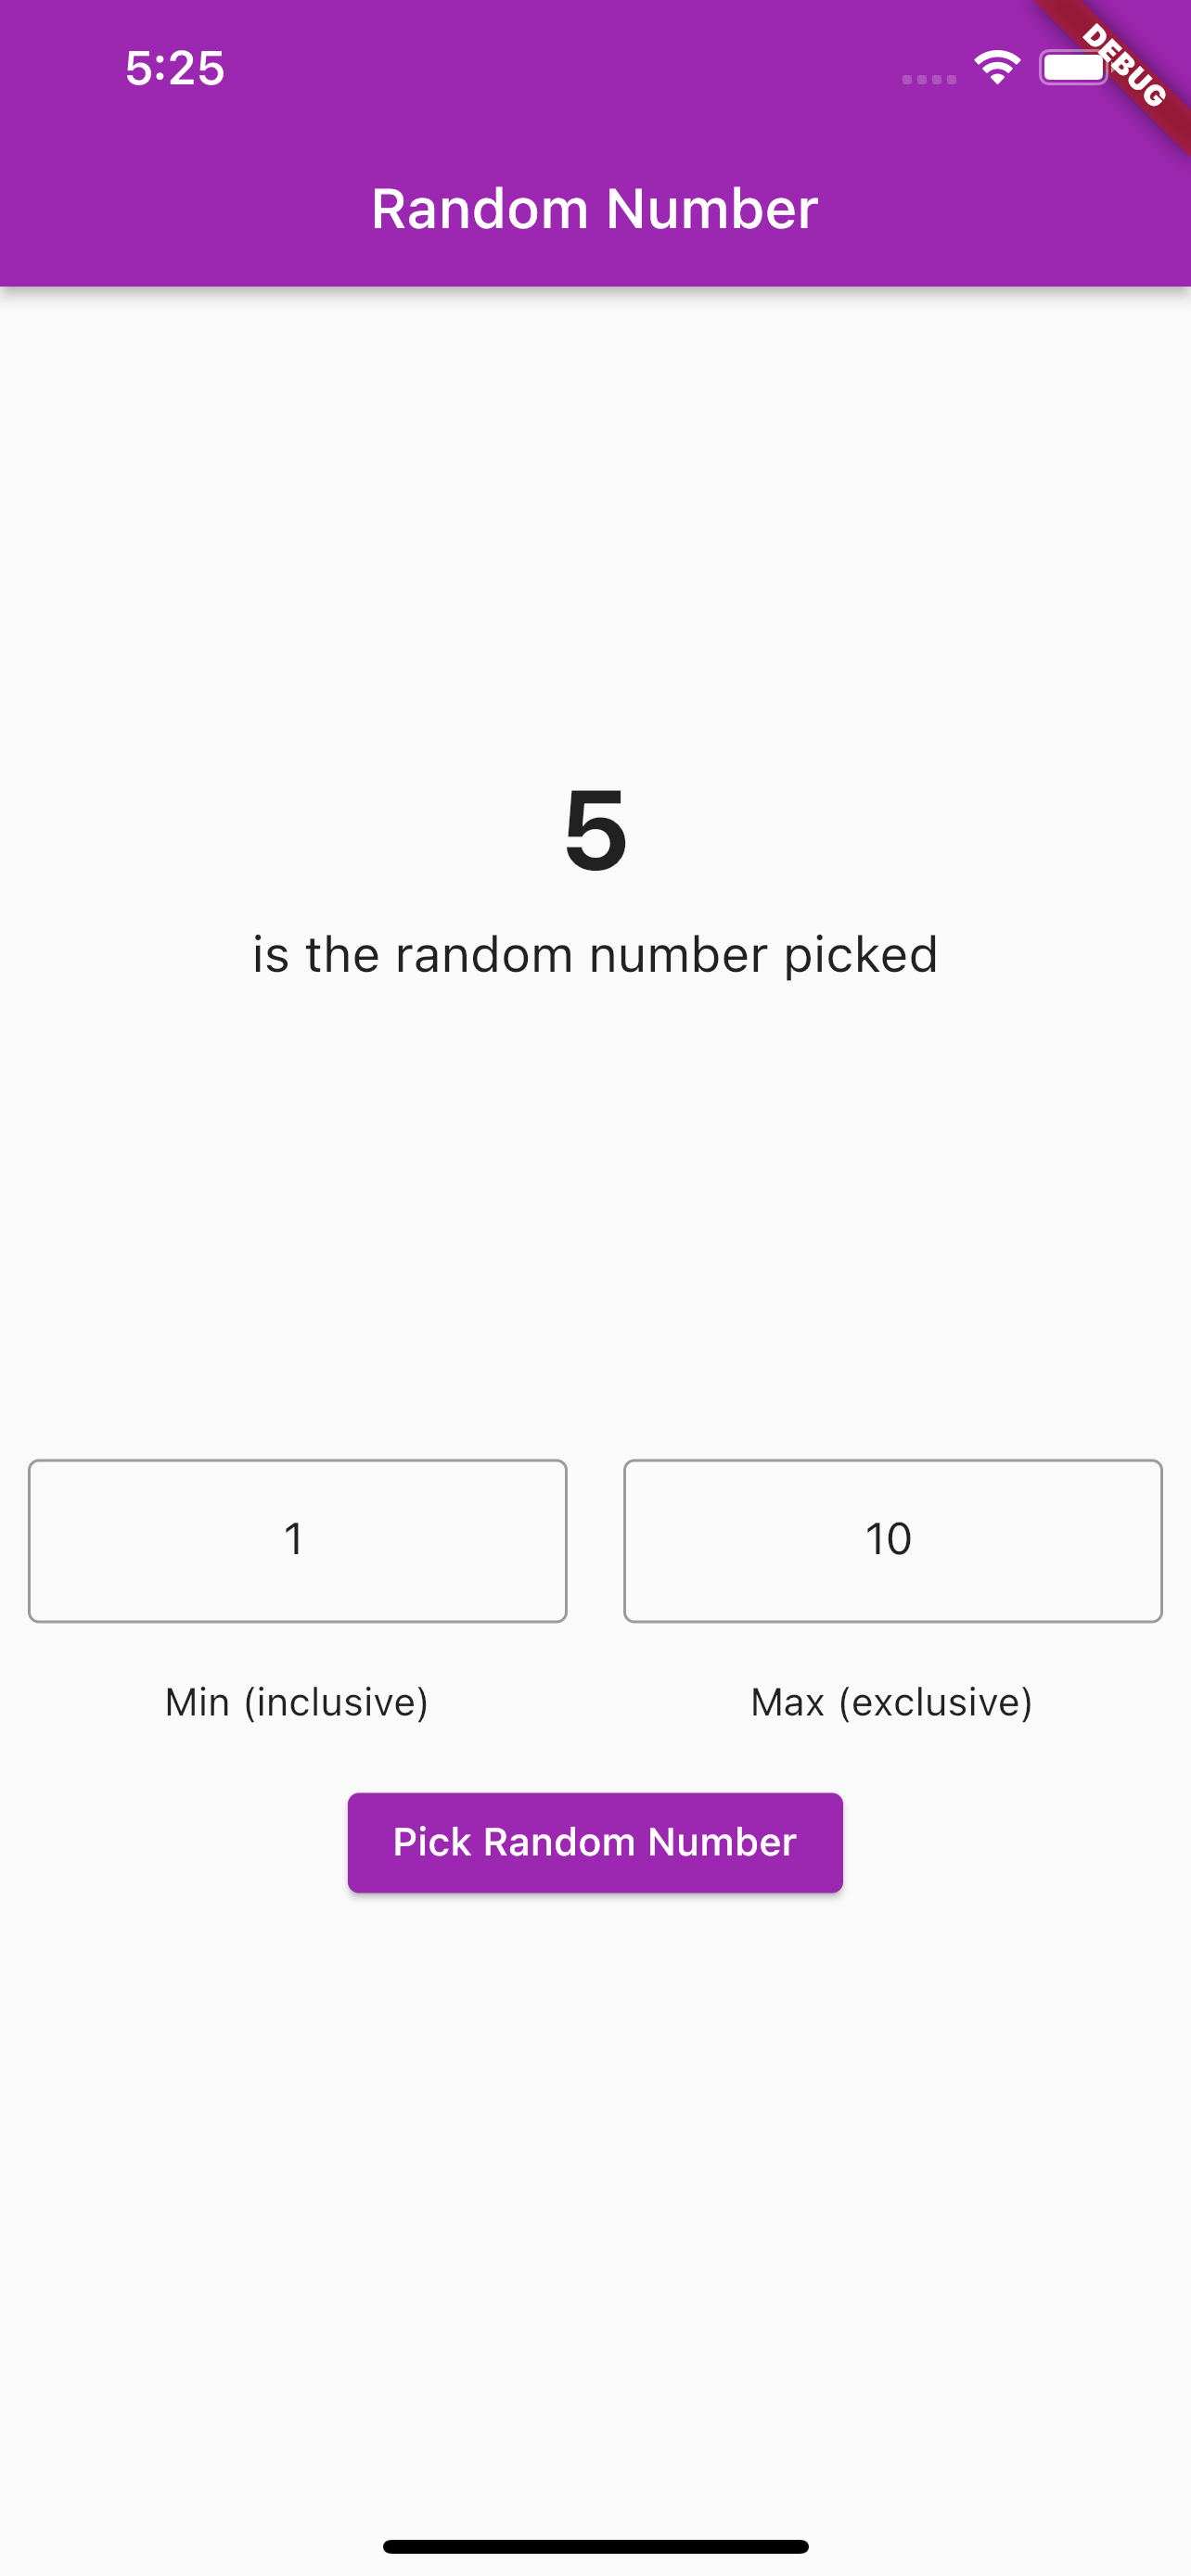 5:25
DEBUG
Random Number
5
is the random number picked
1
10
Min (inclusive)
Max (exclusive)
Pick Random Number